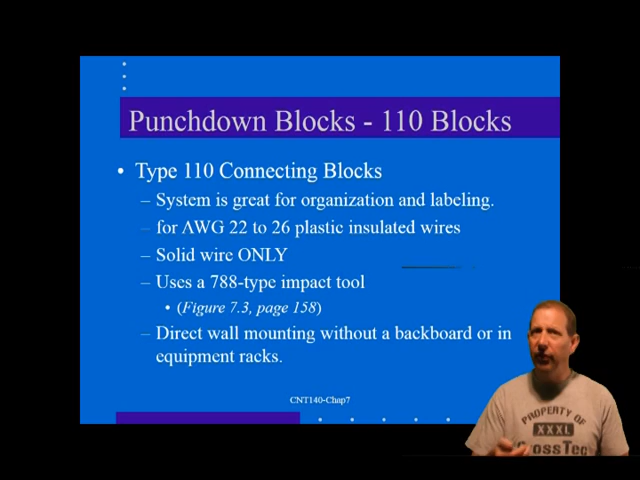 Punchdown Blocks - 110 Blocks
• Type 110 Connecting Blocks
– System is great for organization and labeling.
– for AWG 22 to 26 plastic insulated wires
– Solid wire ONLY
– Uses a 788-type impact tool
• (Figure 7.3, page 158)
– Direct wall mounting without a backboard or in
equipment racks.
CNT140-Chap7
PROPERTY OF
XXXL